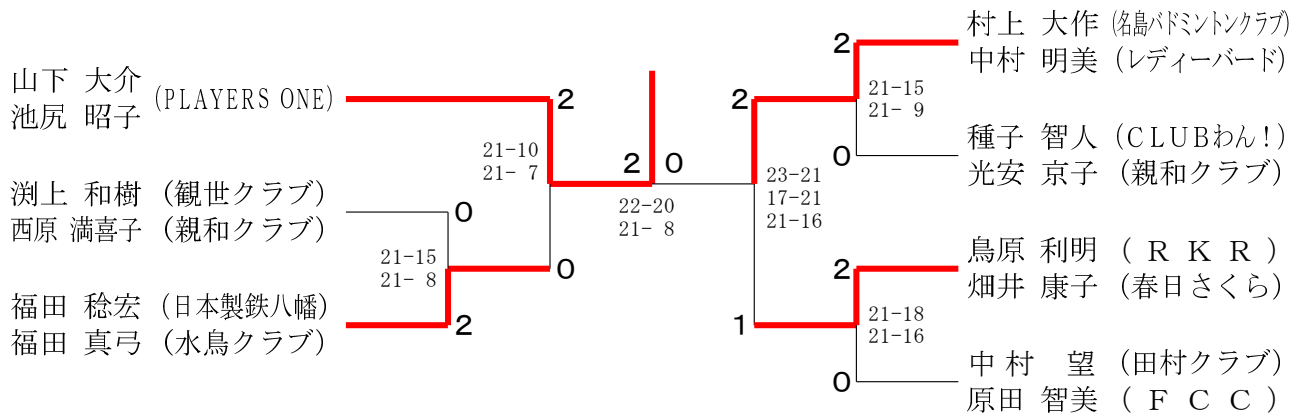 山下 大介
池尻 昭子
(PLAYERS ONE)
渕上 和樹 (観世クラブ)
西原 満喜子 (親和クラブ)
福田 稔宏 (日本製鉄八幡)
福田 真弓 (水鳥クラブ)
0
21-15
21- 8
2
2
21-10
21- 7
0
2 0
22-20
21- 8
2
23-21
17-21
21-16
1
2
21-15
21- 9
0
2
21-18
21-16
0
村上 大作 (名島バドミントンクラブ)
中村 明美 (レディーバード)
種子 智人 (CLUBわん!)
光安 京子 (親和クラブ)
鳥原 利明 (RKR)
畑井 康子 (春日さくら)
中村 望 (田村クラブ)
原田 智美 (FCC)